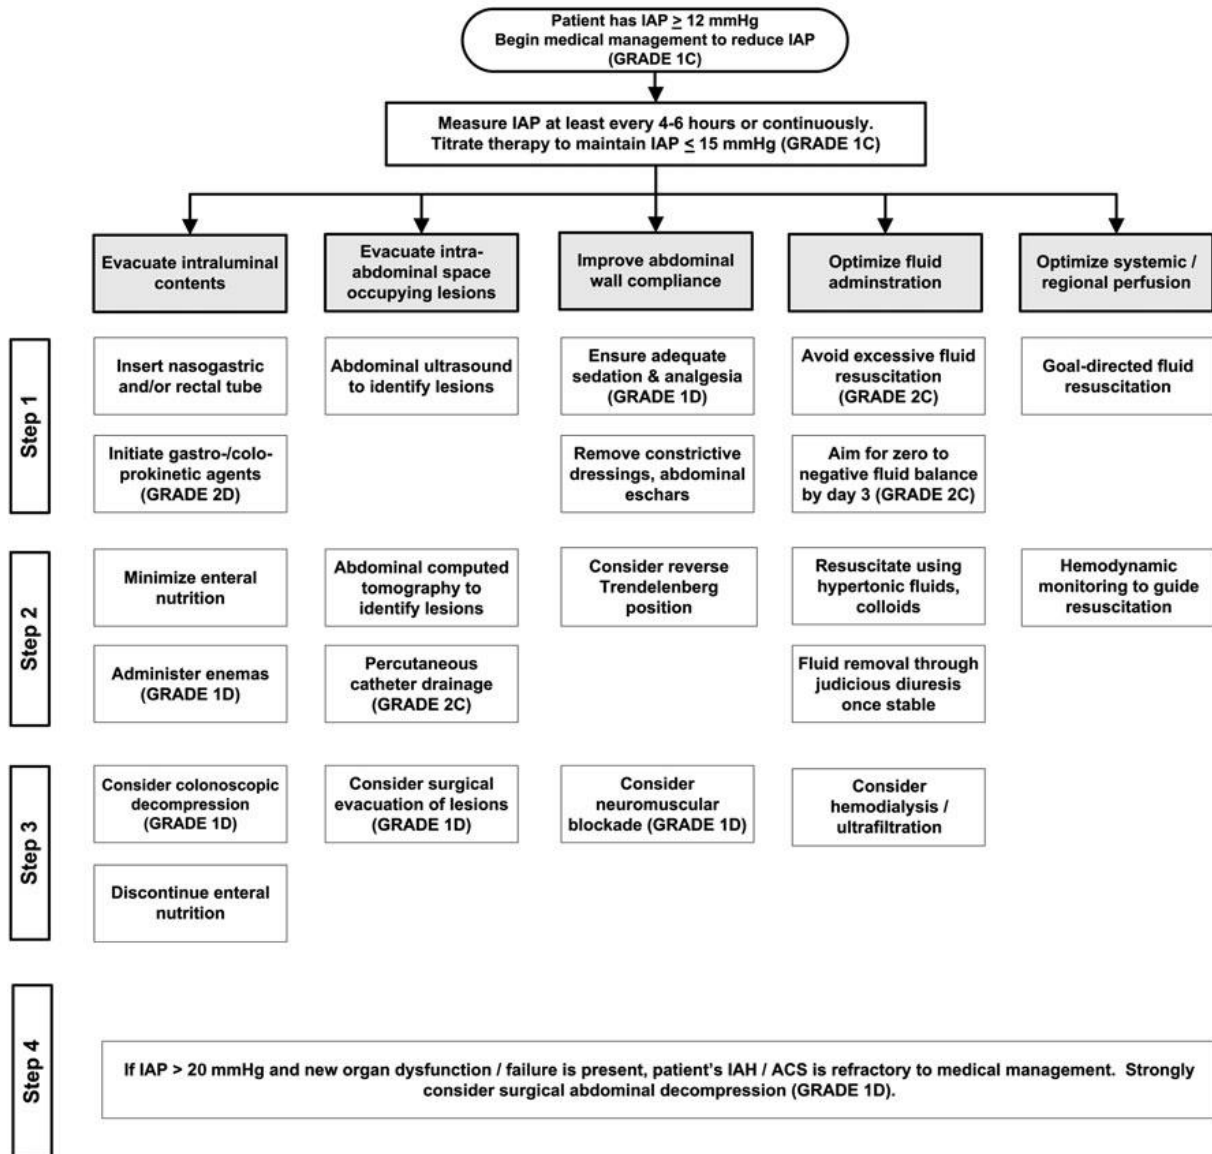 Patient has IAP ≥ 12 mmHg
Begin medical management to reduce IAP
(GRADE 1C)
Measure IAP at least every 4-6 hours or continuously.
Titrate therapy to maintain IAP ≤ 15 mmHg (GRADE 1C)
Evacuate intraluminal
contents
Evacuate intra-
abdominal space
occupying lesions
Improve abdominal
wall compliance
Optimize fluid
adminstration
Optimize systemic /
regional perfusion
Step 1
Insert nasogastric
and/or rectal tube
Abdominal ultrasound
to identify lesions
Ensure adequate
sedation & analgesia
(GRADE 1D)
Avoid excessive fluid
resuscitation
(GRADE 2C)
Goal-directed fluid
resuscitation
Initiate gastro-/colo-
prokinetic agents
(GRADE 2D)
Remove constrictive
dressings, abdominal
eschars
Aim for zero to
negative fluid balance
by day 3 (GRADE 2C)
Step 2
Minimize enteral
nutrition
Abdominal computed
tomography to
identify lesions
Consider reverse
Trendelenberg
position
Resuscitate using
hypertonic fluids,
colloids
Hemodynamic
monitoring to guide
resuscitation
Administer enemas
(GRADE 1D)
Percutaneous
catheter drainage
(GRADE 2C)
Fluid removal through
judicious diuresis
once stable
Step 3
Consider colonoscopic
decompression
(GRADE 1D)
Consider surgical
evacuation of lesions
(GRADE 1D)
Consider
neuromuscular
blockade (GRADE 1D)
Consider
hemodialysis /
ultrafiltration
Discontinue enteral
nutrition
Step 4
If IAP > 20 mmHg and new organ dysfunction / failure is present, patient's IAH / ACS is refractory to medical management. Strongly
consider surgical abdominal decompression (GRADE 1D).